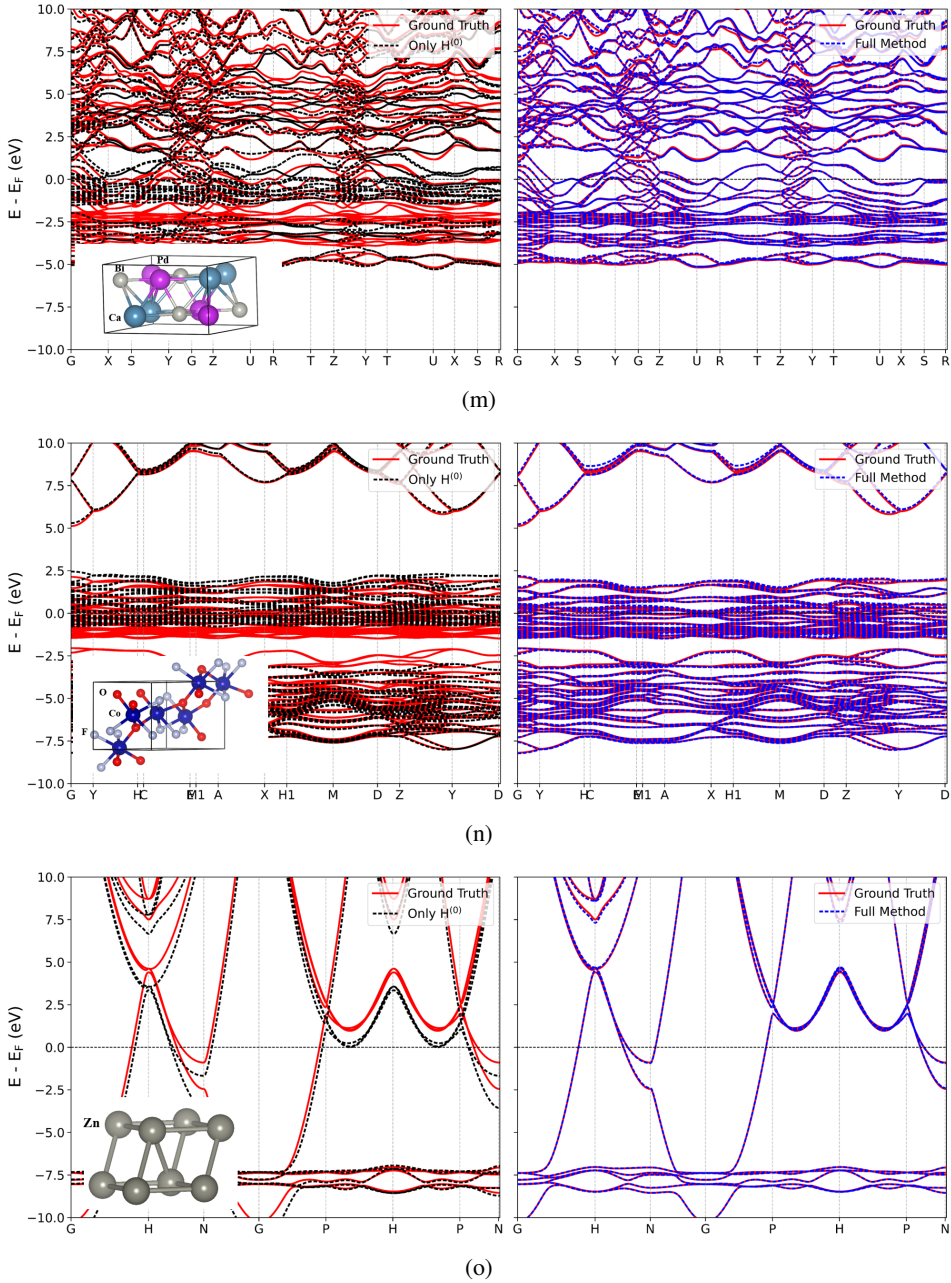 10.0
7.5
5.0
2.5
0.0
−2.5
−5.0
−7.5
−10.0
E - E_F (eV)
Ground Truth
Only H^(0)
Bi
Pd
Ca
G X S Y G Z U R T Z Y T U X S R
Ground Truth
Full Method
G X S Y G Z U R T Z Y T U X S R
(m)
10.0
7.5
5.0
2.5
0.0
−2.5
−5.0
−7.5
−10.0
E - E_F (eV)
Ground Truth
Only H^(0)
O
Co
F
G Y H C M1 A X H1 M D Z Y D
Ground Truth
Full Method
G Y H C M1 A X H1 M D Z Y D
(n)
10.0
7.5
5.0
2.5
0.0
−2.5
−5.0
−7.5
−10.0
E - E_F (eV)
Ground Truth
Only H^(0)
Zn
G H N G P H P N
Ground Truth
Full Method
G H N G P H P N
(o)